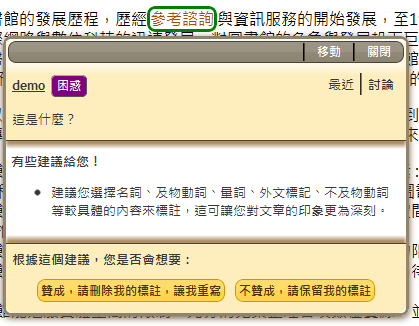 書館的發展歷程，歷經參考諮詢與資訊服務的開始發展，至1
移動 關閉
demo 困惑 最近 討論
這是什麼？
有些建議給您！
• 建議您選擇名詞、及物動詞、量詞、外文標記、不及物動詞
等較具體的內容來標註，這可讓您對文章的印象更為深刻。
根據這個建議，您是否會想要：
贊成，請刪除我的標註，讓我重寫 不贊成，請保留我的標註